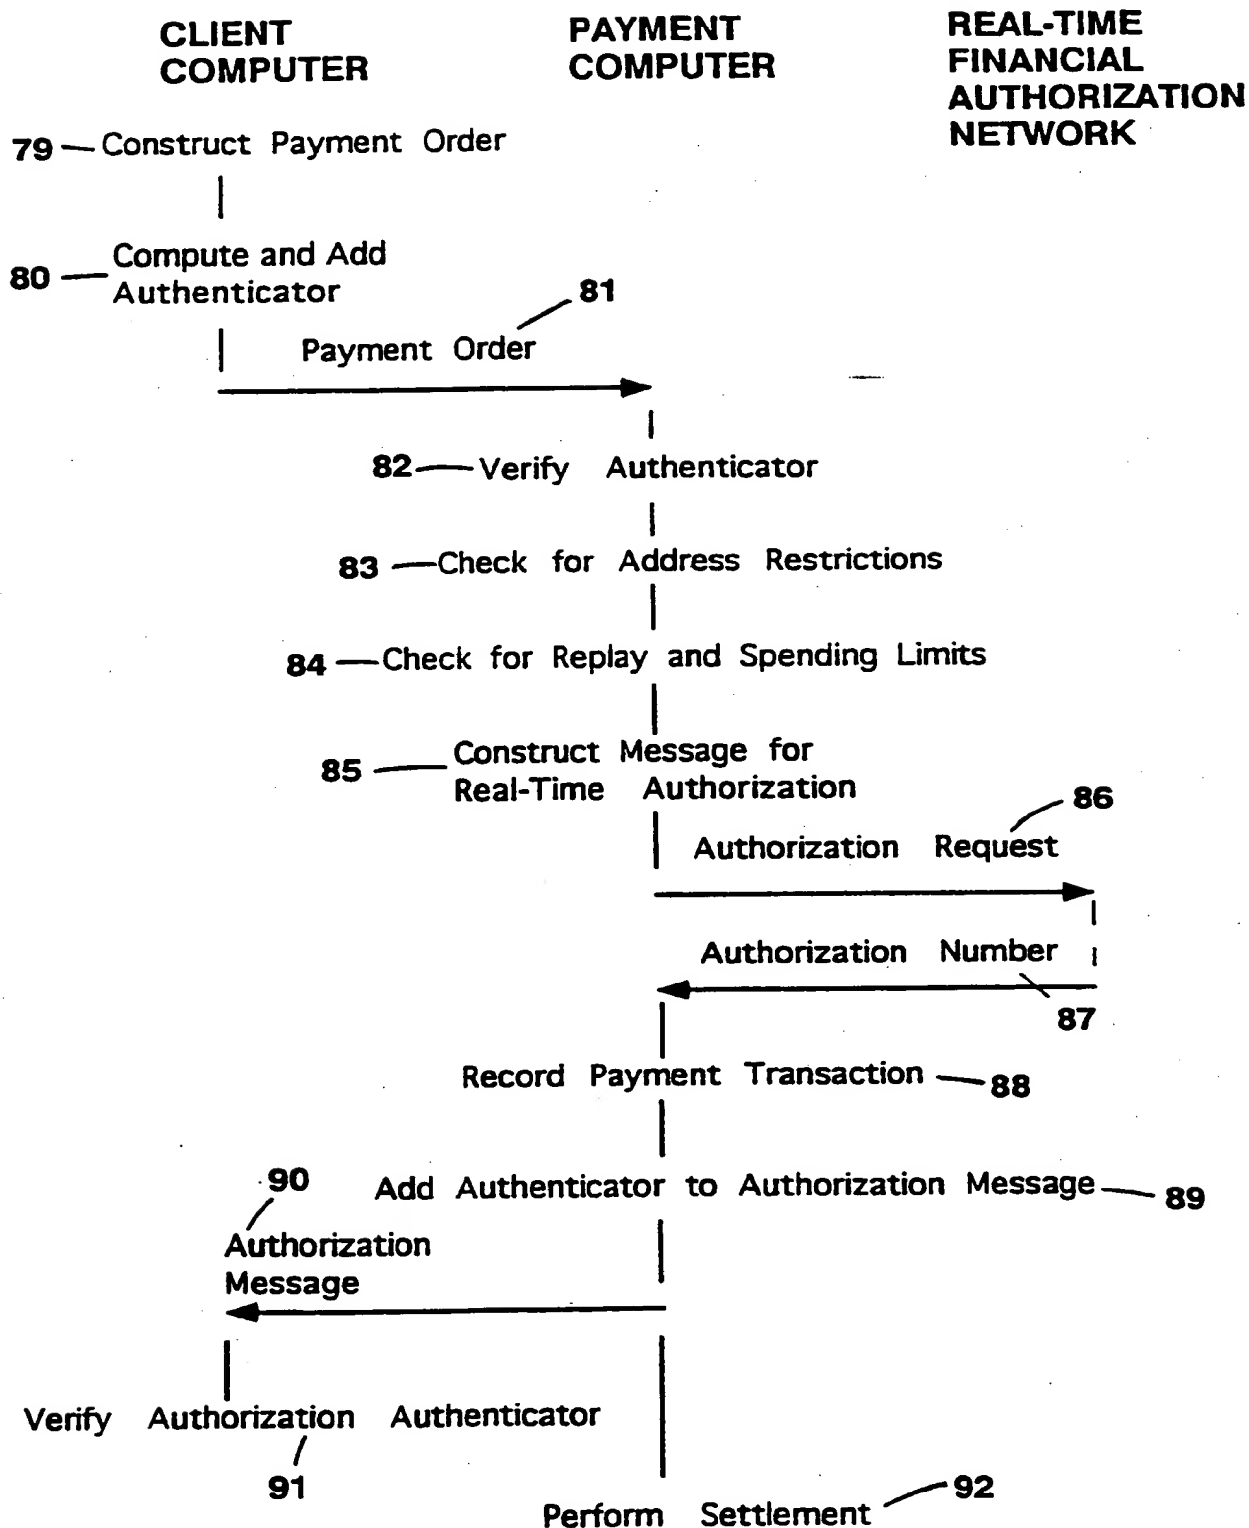 CLIENT
COMPUTER
PAYMENT
COMPUTER
REAL-TIME
FINANCIAL
AUTHORIZATION
NETWORK
79 Construct Payment Order
80 Compute and Add
Authenticator
81
Payment Order
82 Verify Authenticator
83 Check for Address Restrictions
84 Check for Replay and Spending Limits
85 Construct Message for
Real-Time Authorization
86
Authorization Request
Authorization Number
87
Record Payment Transaction 88
90
Add Authenticator to Authorization Message 89
Authorization
Message
Verify Authorization Authenticator
91
Perform Settlement 92